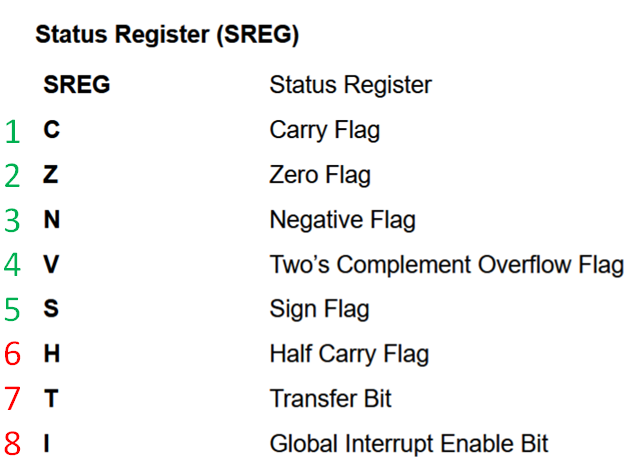 Status Register (SREG)
SREG Status Register
1 C Carry Flag
2 Z Zero Flag
3 N Negative Flag
4 V Two's Complement Overflow Flag
5 S Sign Flag
6 H Half Carry Flag
7 T Transfer Bit
8 I Global Interrupt Enable Bit